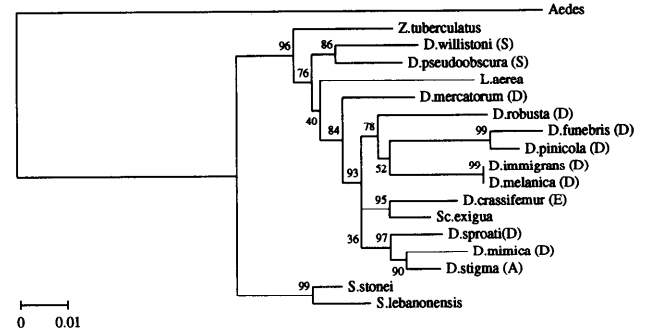 Aedes
Z.tuberculatus
96
86
D.willistoni (S)
D.pseudoobscura (S)
76
L.aerea
40
D.mercatorum (D)
84
78
D.robusta (D)
99
D.funebris (D)
D.pinicola (D)
52
99
D.immigrans (D)
D.melanica (D)
93
95
D.crassifemur (E)
Sc.exigua
36
97
D.sproati(D)
D.mimica (D)
90
D.stigma (A)
99
S.stonei
S.lebanonensis
0 0.01